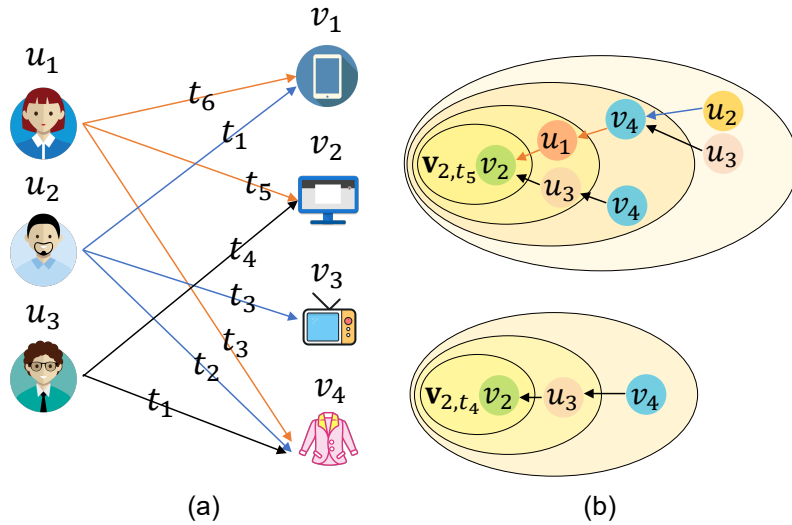 u₁
u₂
u₃
v₁
v₂
v₃
v₄
t₆
t₁
t₅
t₄
t₃
t₃
t₂
t₁
(a)
𝐯₂,ₜ₅ v₂ u₁ v₄ u₂
u₃ v₄ u₃
𝐯₂,ₜ₄ v₂ u₃ v₄
(b)